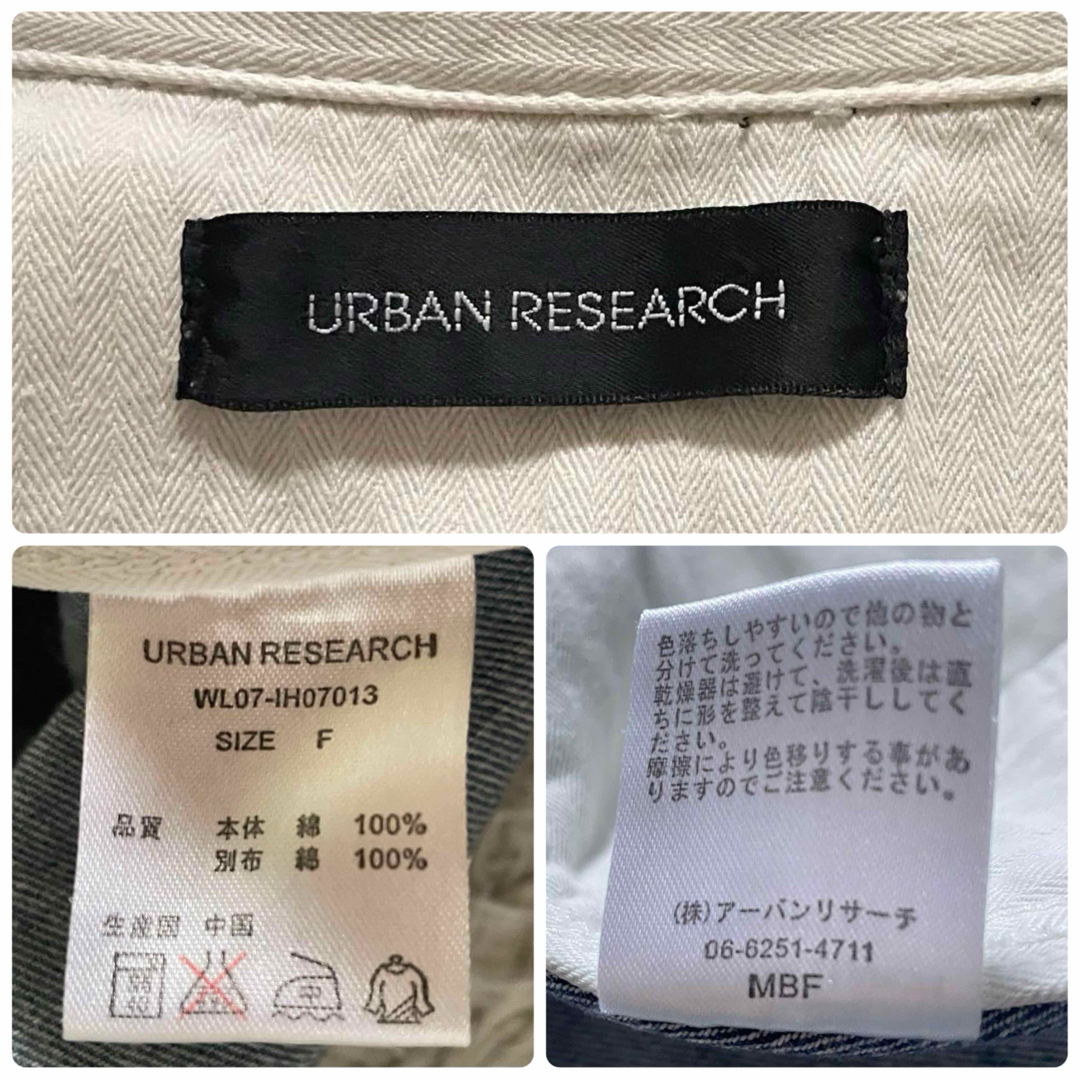 URBAN RESEARCH
URBAN RESEARCH
WL07-IH07013
SIZE F
品質 本体 綿 100%
別布 綿 100%
生産国 中国
40
中
色落ちしやすいので他の物と
分けて洗ってください。
乾燥器は避けて、洗濯後は直
ちに形を整えて陰干ししてく
ださい。
摩擦により色移りする事があ
りますのでご注意ください。
(株)アーバンリサーチ
06-6251-4711
MBF